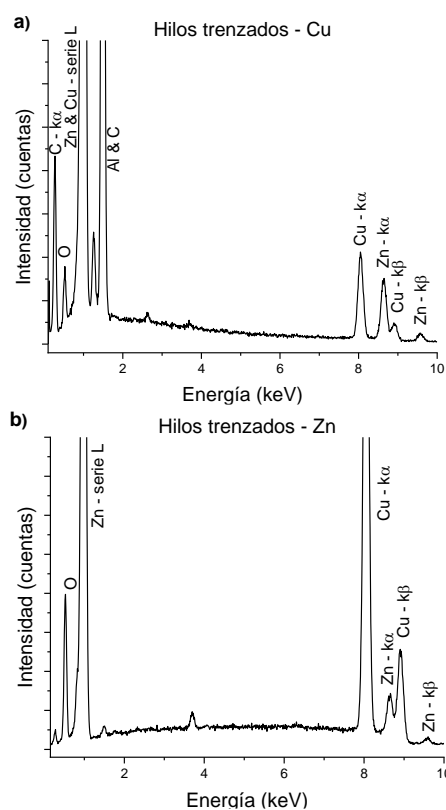 a)
Hilos trenzados - Cu
Intensidad (cuentas)
C - kα
O
Zn & Cu - serie L
Al & C
Cu - kα
Zn - kα
Cu - kβ
Zn - kβ
2
4
6
8
10
Energía (keV)
b)
Hilos trenzados - Zn
Intensidad (cuentas)
O
Zn - serie L
Cu - kα
Zn - kα
Cu - kβ
Zn - kβ
2
4
6
8
10
Energía (keV)